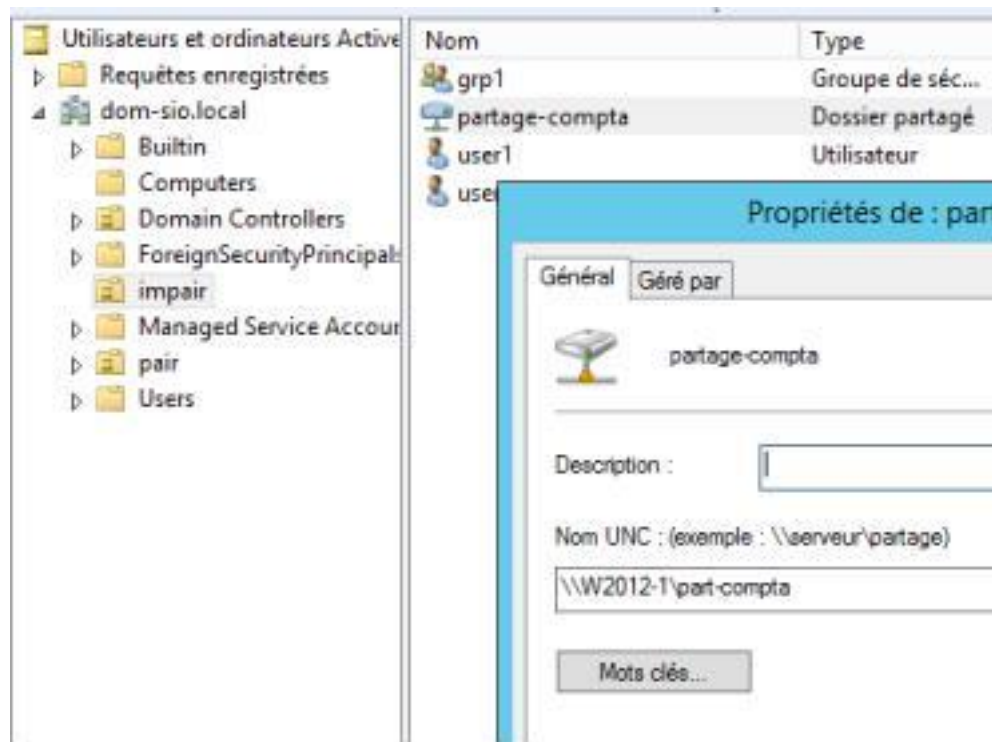 Utilisateurs et ordinateurs Active
Requêtes enregistrées
dom-sio.local
Builtin
Computers
Domain Controllers
ForeignSecurityPrincipals
impair
Managed Service Accour
pair
Users
Nom Type
grp1 Groupe de séc...
partage-compta Dossier partagé
user1 Utilisateur
use
Propriétés de : par
Général Géré par
partage-compta
Description :
Nom UNC : (exemple : \\serveur\partage)
\\W2012-1\part-compta
Mots clés...